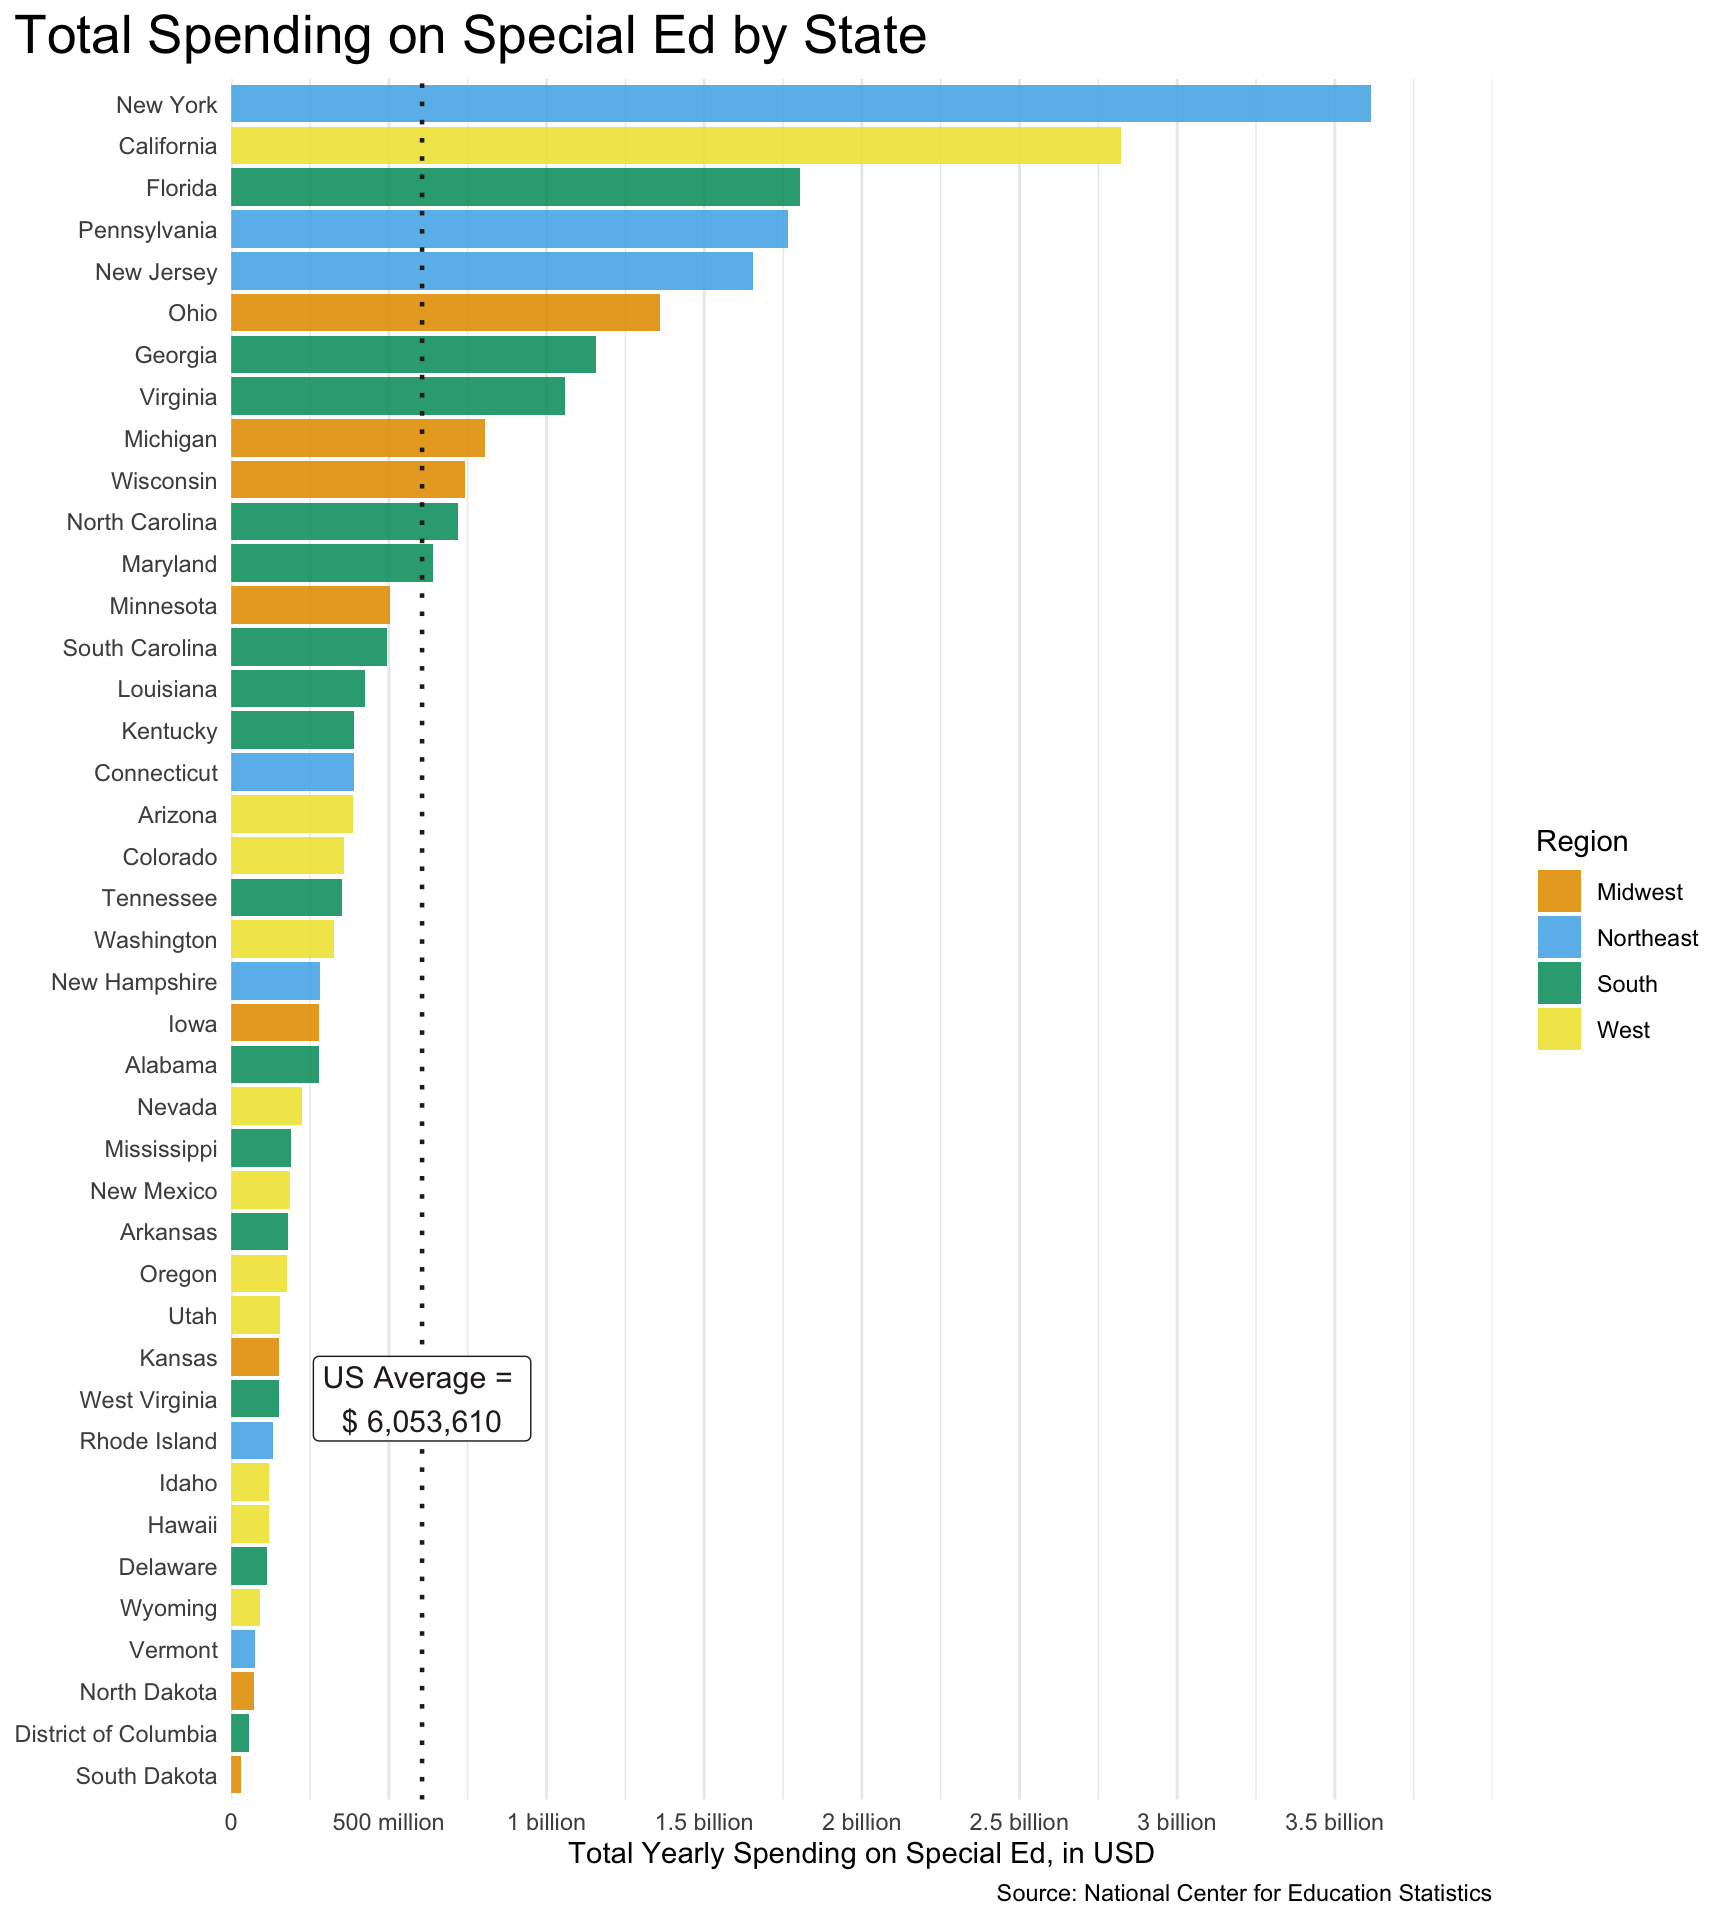 Total Spending on Special Ed by State
New York
California
Florida
Pennsylvania
New Jersey
Ohio
Georgia
Virginia
Michigan
Wisconsin
North Carolina
Maryland
Minnesota
South Carolina
Louisiana
Kentucky
Connecticut
Arizona
Colorado
Tennessee
Washington
New Hampshire
Iowa
Alabama
Nevada
Mississippi
New Mexico
Arkansas
Oregon
Utah
Kansas
West Virginia
Rhode Island
Idaho
Hawaii
Delaware
Wyoming
Vermont
North Dakota
District of Columbia
South Dakota
US Average =
$ 6,053,610
Region
Midwest
Northeast
South
West
0 500 million 1 billion 1.5 billion 2 billion 2.5 billion 3 billion 3.5 billion
Total Yearly Spending on Special Ed, in USD
Source: National Center for Education Statistics